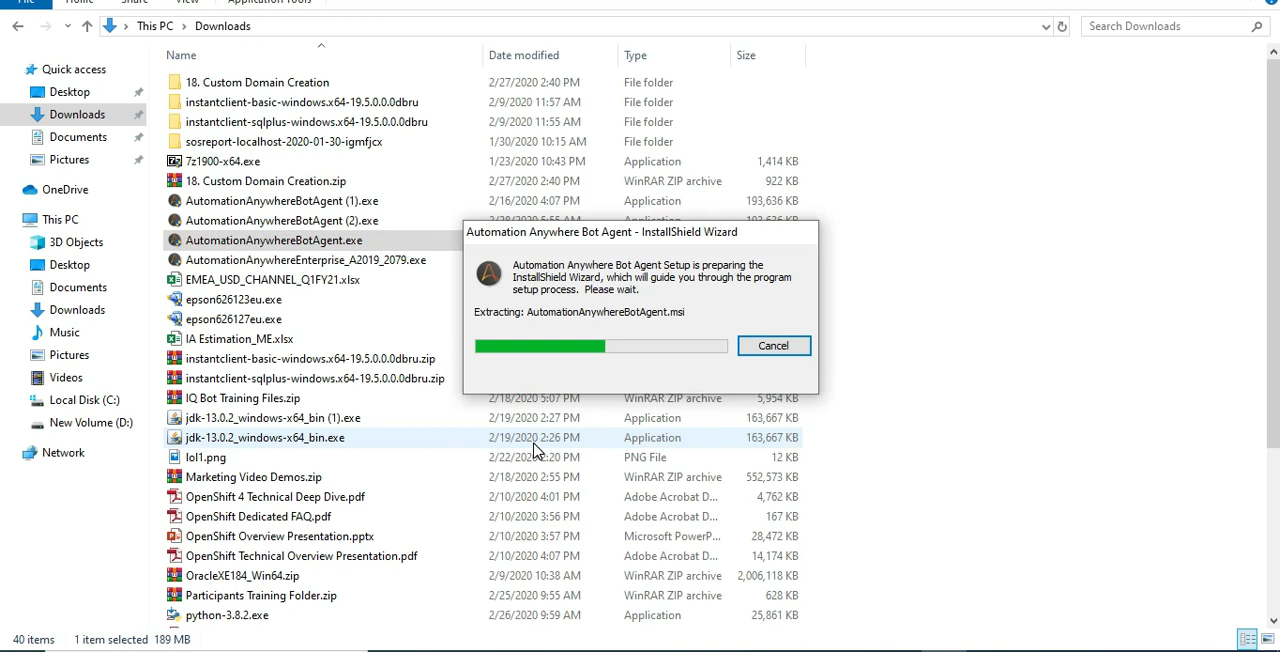 File Home Share View Application Tools
This PC > Downloads
Search Downloads
Name Date modified Type Size
Quick access
Desktop
Downloads
Documents
Pictures
OneDrive
This PC
3D Objects
Desktop
Documents
Downloads
Music
Pictures
Videos
Local Disk (C:)
New Volume (D:)
Network
18. Custom Domain Creation 2/27/2020 2:40 PM File folder
instantclient-basic-windows.x64-19.5.0.0.0dbru 2/9/2020 11:57 AM File folder
instantclient-sqlplus-windows.x64-19.5.0.0.0dbru 2/9/2020 11:55 AM File folder
sosreport-localhost-2020-01-30-igmfjcx 1/30/2020 10:15 AM File folder
7z1900-x64.exe 1/23/2020 10:43 PM Application 1,414 KB
18. Custom Domain Creation.zip 2/27/2020 2:40 PM WinRAR ZIP archive 922 KB
AutomationAnywhereBotAgent (1).exe 2/16/2020 4:07 PM Application 193,636 KB
AutomationAnywhereBotAgent (2).exe 2/28/2020 5:55 AM Application 193,636 KB
AutomationAnywhereBotAgent.exe
AutomationAnywhereEnterprise_A2019_2079.exe
EMEA_USD_CHANNEL_Q1FY21.xlsx
epson626123eu.exe
epson626127eu.exe
IA Estimation_ME.xlsx
instantclient-basic-windows.x64-19.5.0.0.0dbru.zip
instantclient-sqlplus-windows.x64-19.5.0.0.0dbru.zip
IQ Bot Training Files.zip 2/18/2020 5:07 PM WinRAR ZIP archive 5,954 KB
jdk-13.0.2_windows-x64_bin (1).exe 2/19/2020 2:27 PM Application 163,667 KB
jdk-13.0.2_windows-x64_bin.exe 2/19/2020 2:26 PM Application 163,667 KB
lol1.png 2/22/2020 2:20 PM PNG File 12 KB
Marketing Video Demos.zip 2/18/2020 2:55 PM WinRAR ZIP archive 552,573 KB
OpenShift 4 Technical Deep Dive.pdf 2/10/2020 4:01 PM Adobe Acrobat D... 4,762 KB
OpenShift Dedicated FAQ.pdf 2/10/2020 3:56 PM Adobe Acrobat D... 167 KB
OpenShift Overview Presentation.pptx 2/10/2020 3:57 PM Microsoft PowerP... 28,472 KB
OpenShift Technical Overview Presentation.pdf 2/10/2020 4:07 PM Adobe Acrobat D... 14,174 KB
OracleXE184_Win64.zip 2/9/2020 10:38 AM WinRAR ZIP archive 2,006,118 KB
Participants Training Folder.zip 2/25/2020 9:55 AM WinRAR ZIP archive 628 KB
python-3.8.2.exe 2/26/2020 9:59 AM Application 25,861 KB
Automation Anywhere Bot Agent - InstallShield Wizard
Automation Anywhere Bot Agent Setup is preparing the
InstallShield Wizard, which will guide you through the program
setup process. Please wait.
Extracting: AutomationAnywhereBotAgent.msi
Cancel
40 items 1 item selected 189 MB